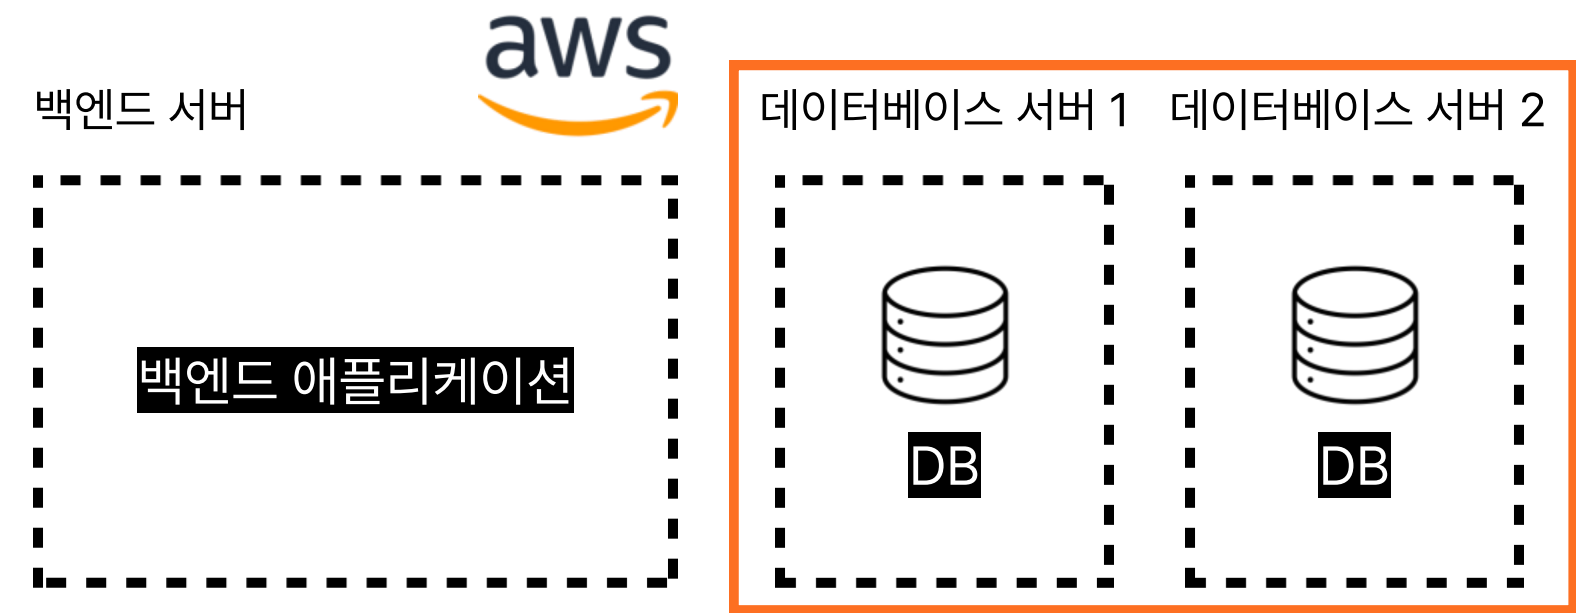 aws
백엔드 서버
데이터베이스 서버 1
데이터베이스 서버 2
백엔드 애플리케이션
DB
DB